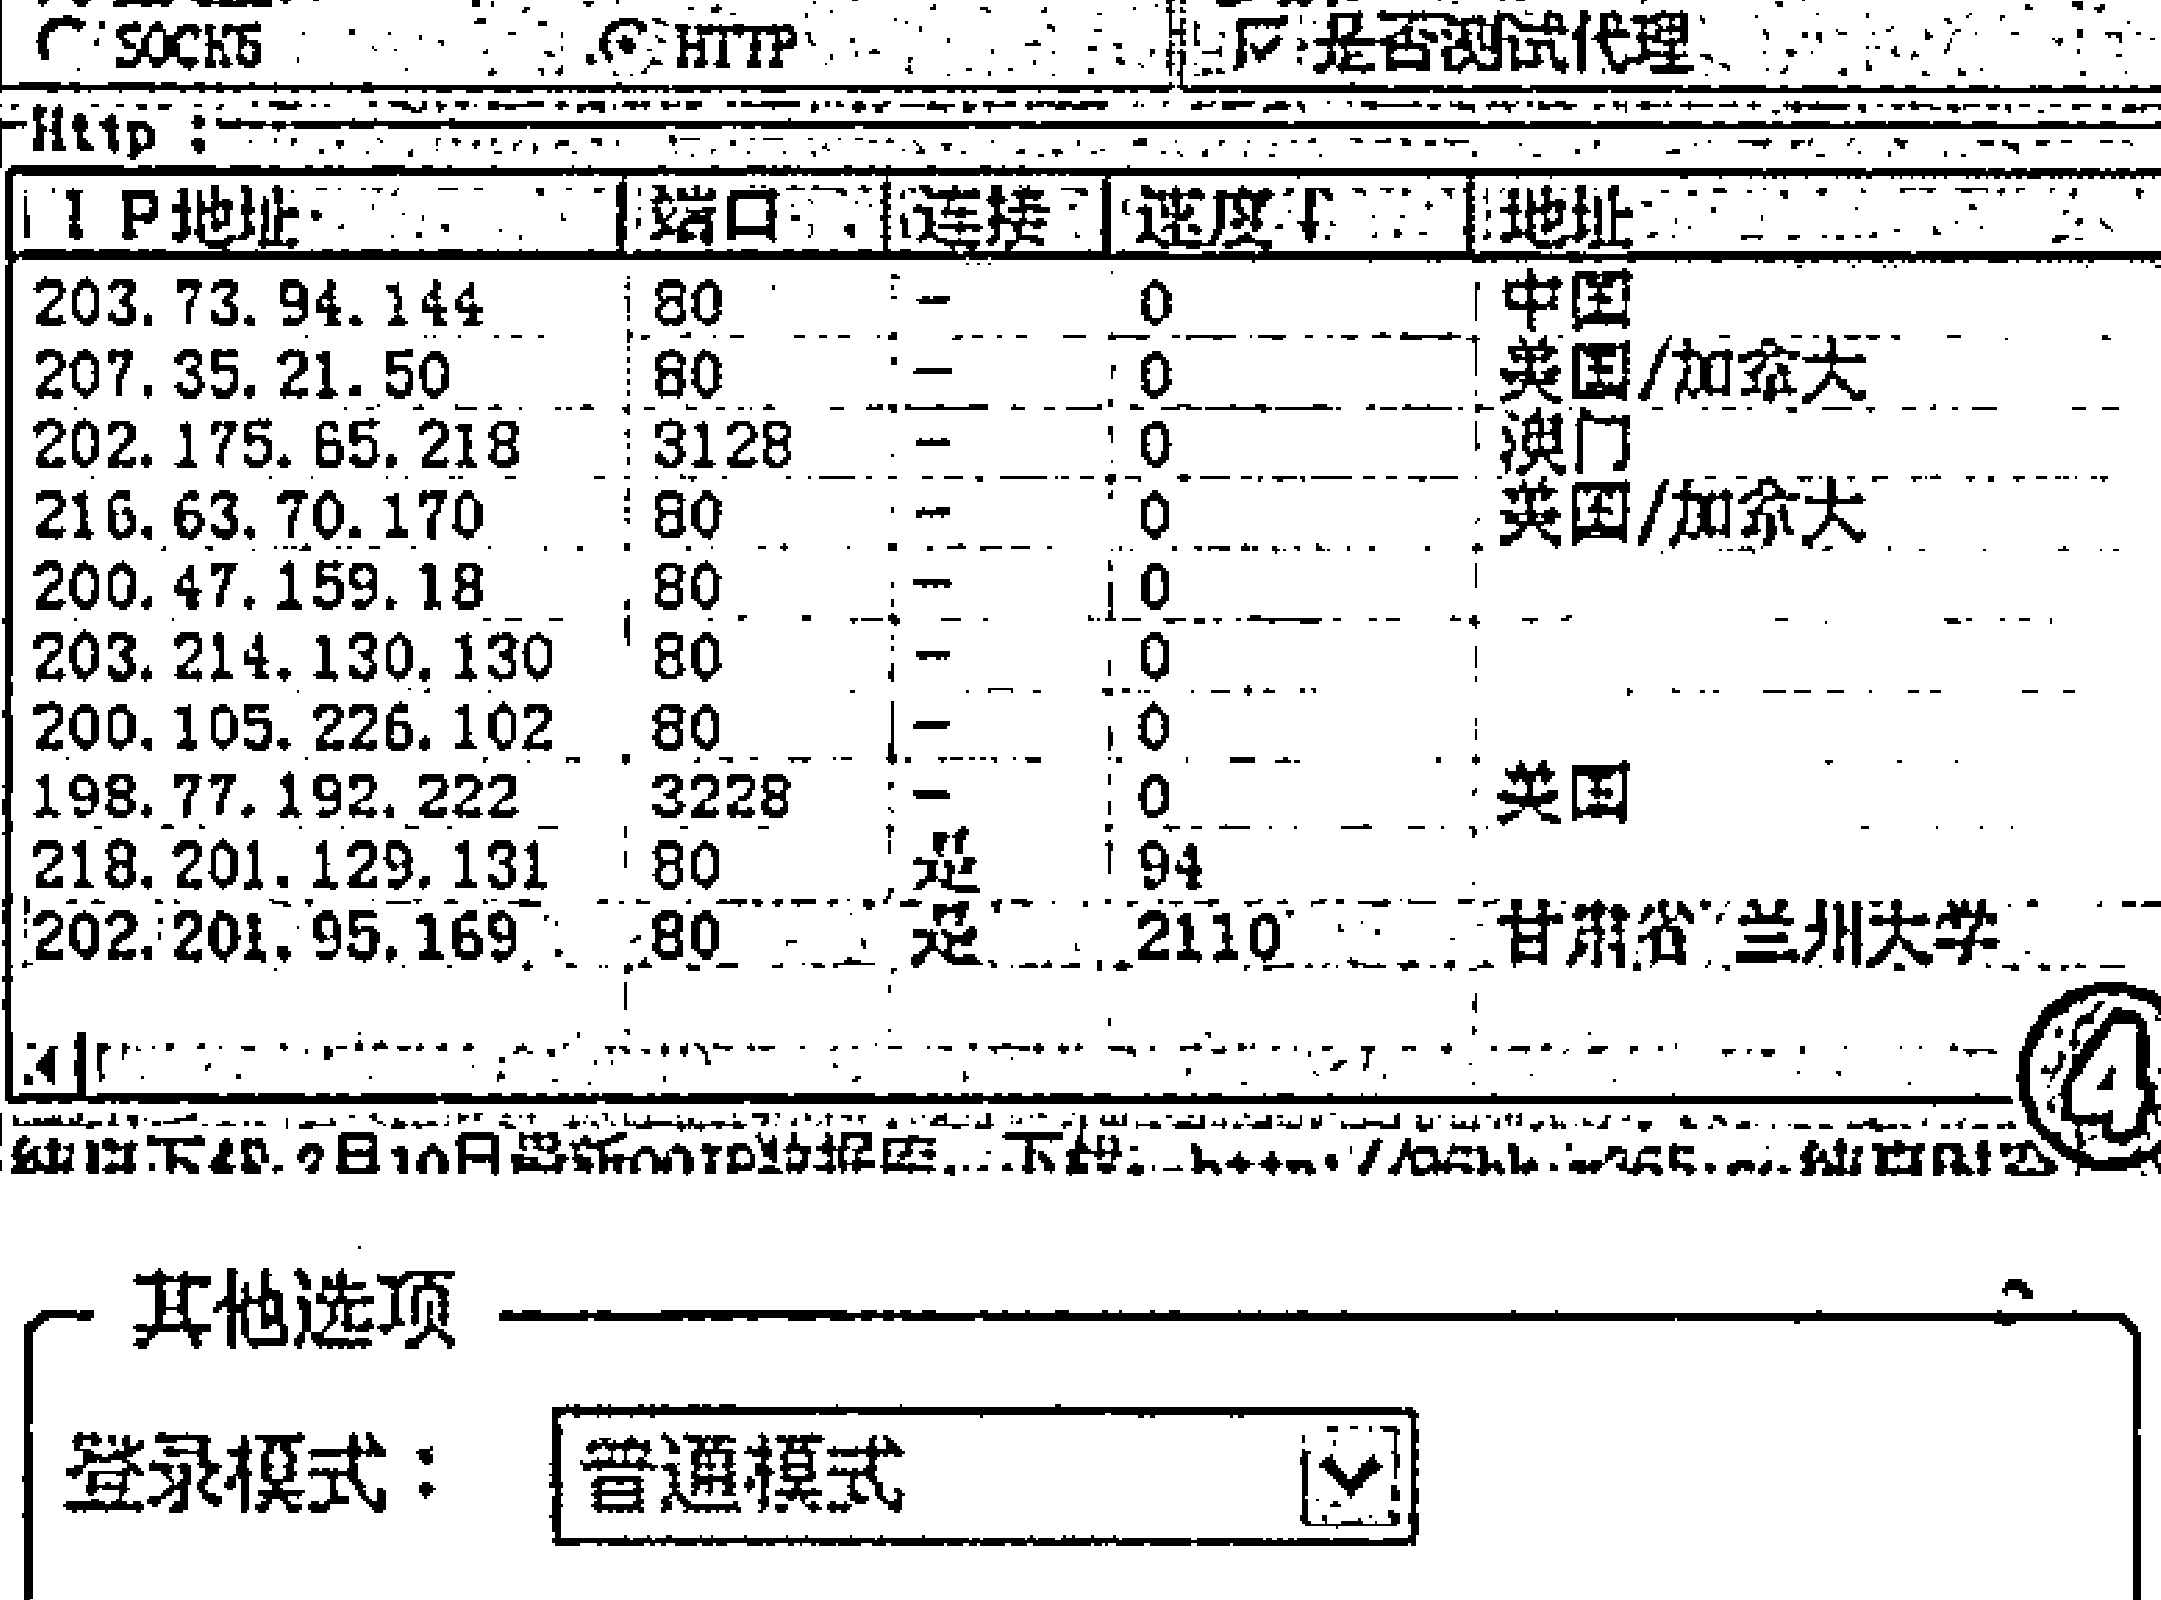 SOCK5 HTTP 是否测试代理
Http :
I P地址 端口 连接 速度↓ 地址
203.73.94.144 80 - 0 中国
207.35.21.50 80 - 0 美国/加拿大
202.175.65.218 3128 - 0 澳门
216.63.70.170 80 - 0 美国/加拿大
200.47.159.18 80 - 0
203.214.130.130 80 - 0
200.105.226.102 80 - 0
198.77.192.222 3228 - 0 美国
218.201.129.131 80 是 94
202.201.95.169 80 是 2110 甘肃省 兰州大学
4
其他选项
登录模式： 普通模式